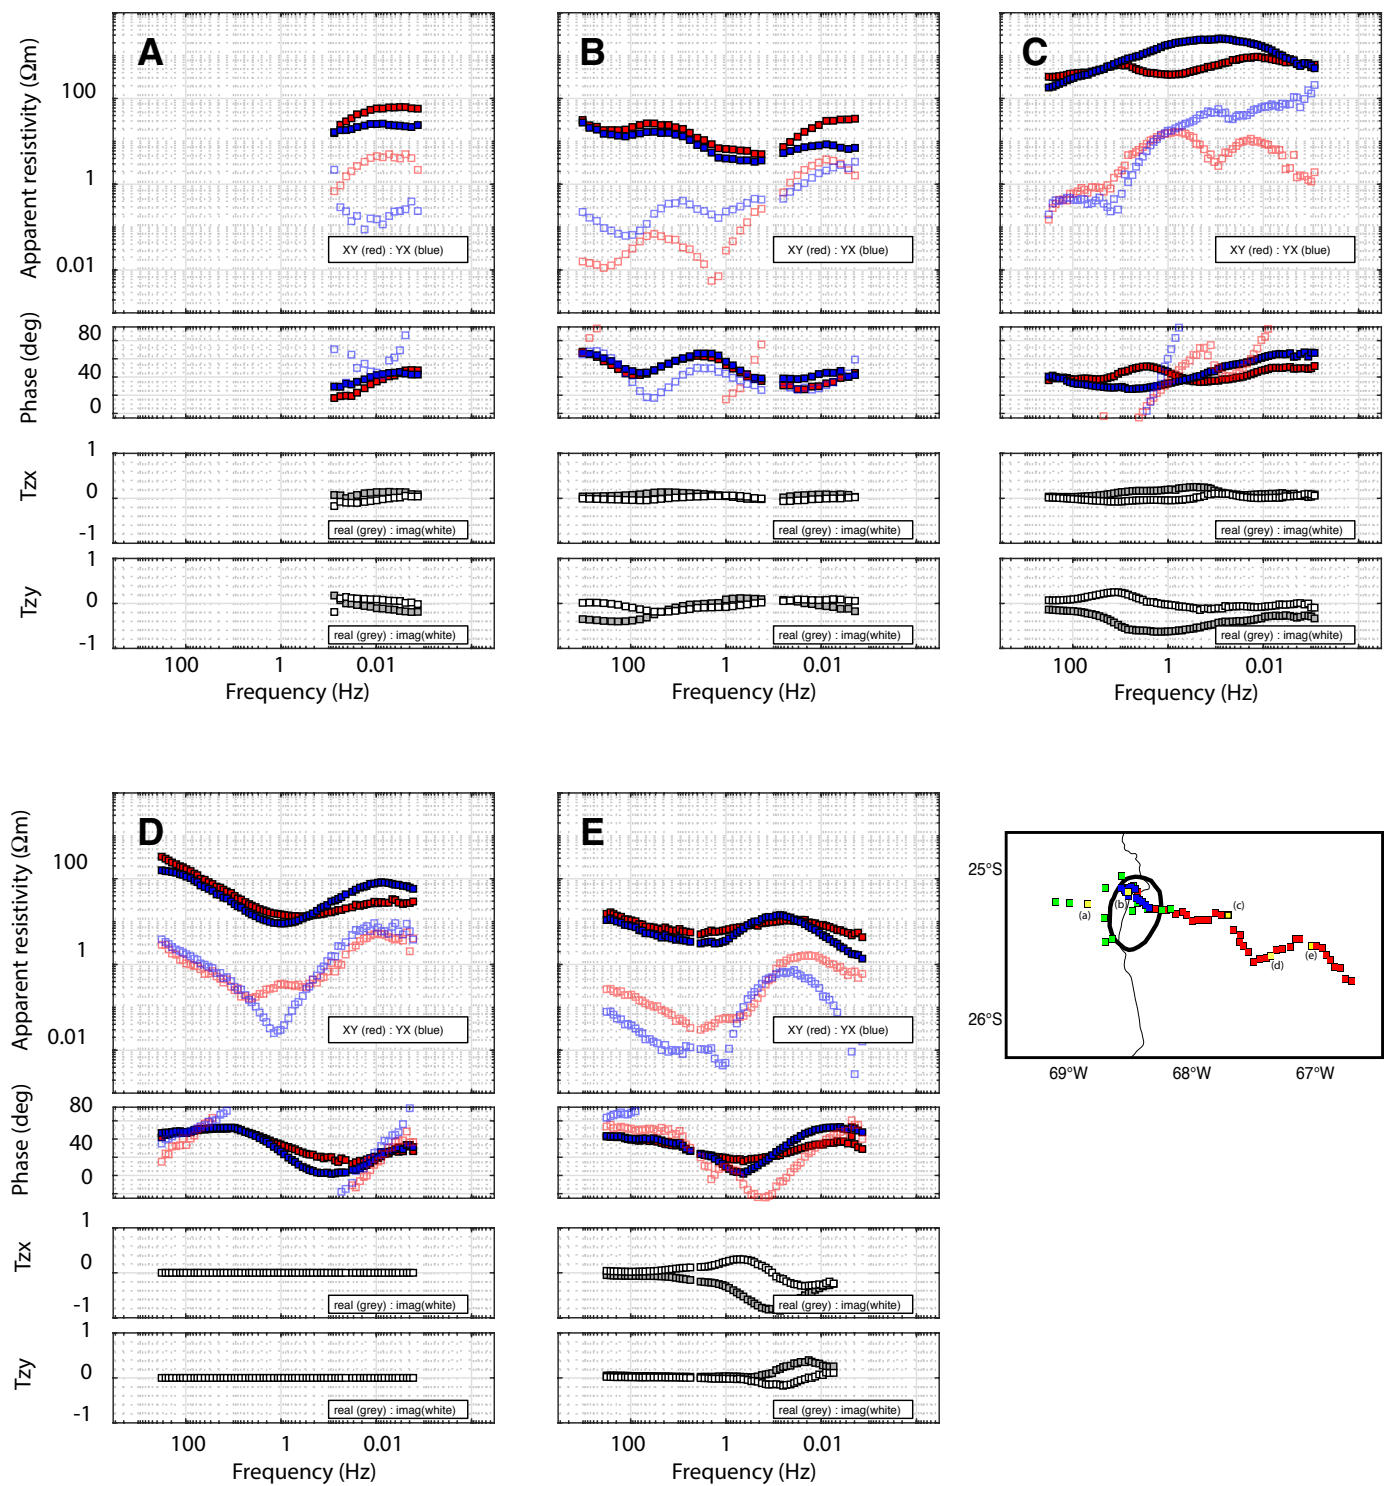 A
B
C
Apparent resistivity (Ωm)
100
1
0.01
XY (red) : YX (blue)
XY (red) : YX (blue)
XY (red) : YX (blue)
Phase (deg)
80
40
0
Tzx
1
0
-1
real (grey) : imag(white)
real (grey) : imag(white)
real (grey) : imag(white)
Tzy
1
0
-1
real (grey) : imag(white)
real (grey) : imag(white)
real (grey) : imag(white)
100 1 0.01
100 1 0.01
100 1 0.01
Frequency (Hz)
Frequency (Hz)
Frequency (Hz)
D
E
Apparent resistivity (Ωm)
100
1
0.01
XY (red) : YX (blue)
XY (red) : YX (blue)
Phase (deg)
80
40
0
Tzx
1
0
-1
real (grey) : imag(white)
real (grey) : imag(white)
Tzy
1
0
-1
real (grey) : imag(white)
real (grey) : imag(white)
100 1 0.01
100 1 0.01
Frequency (Hz)
Frequency (Hz)
25°S
26°S
(a)
(b)
(c)
(d)
(e)
69°W
68°W
67°W